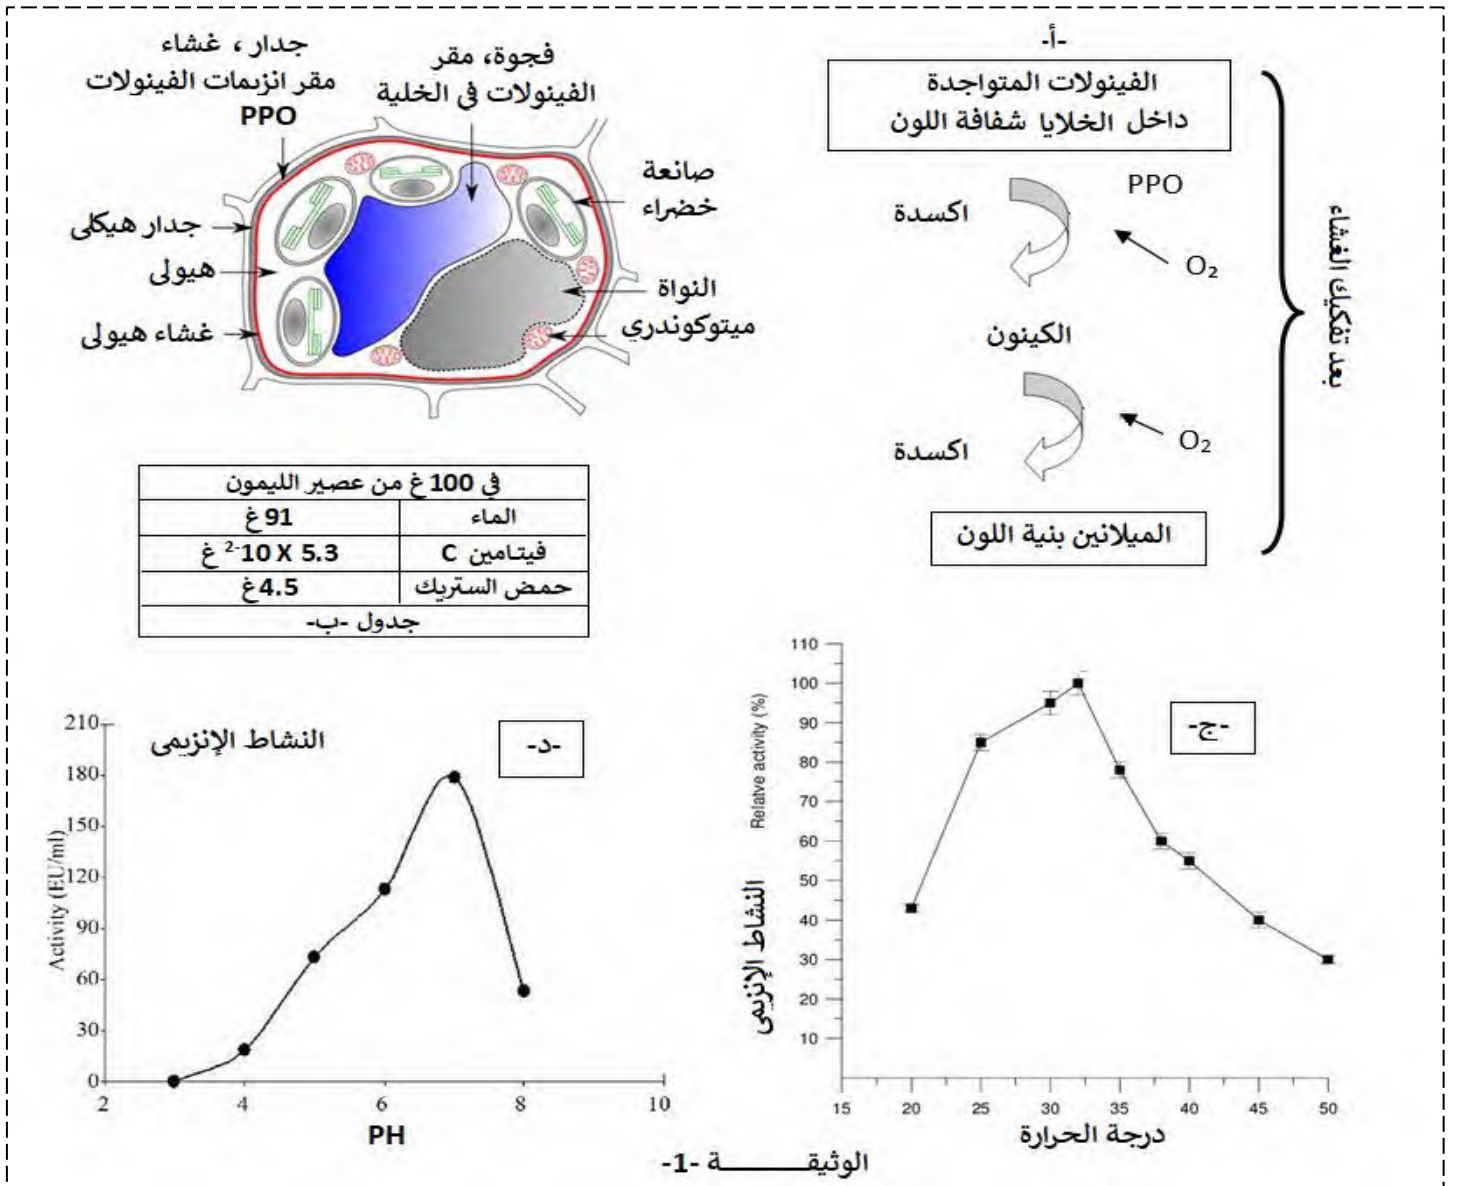 -أ-
الفينولات المتواجدة
داخل الخلايا شفافة اللون
PPO
اكسدة
O₂
الكينون
O₂
اكسدة
الميلانين بنية اللون
بعد تفكيك الغشاء
جدار ، غشاء
مقر انزيمات الفينولات
PPO
فجوة، مقر
الفينولات في الخلية
صانعة
خضراء
جدار هيكلي
هيولى
النواة
ميتوكوندري
غشاء هيولي
في 100 غ من عصير الليمون
الماء 91 غ
فيتامين C 5.3 X 10⁻² غ
حمض الستريك 4.5 غ
جدول -ب-
-ج-
110
100
90
80
70
60
50
40
30
20
10
Relatve activity (%)
النشاط الإنزيمي
15 20 25 30 35 40 45 50
درجة الحرارة
-د-
النشاط الإنزيمي
210
180
150
120
90
60
30
0
Activity (EU/ml)
2 4 6 8 10
PH
الوثيقـــــــة -1-